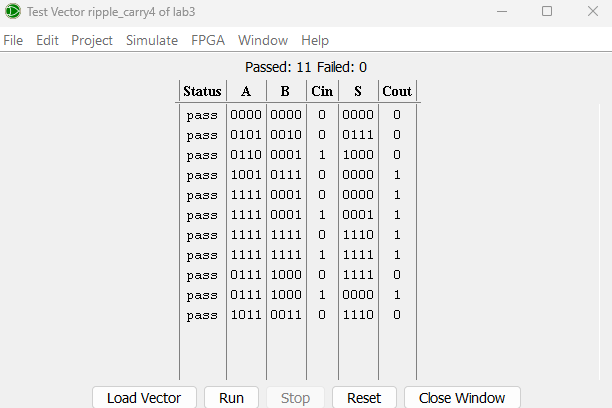 Test Vector ripple_carry4 of lab3
File Edit Project Simulate FPGA Window Help
Passed: 11 Failed: 0
Status A B Cin S Cout
pass 0000 0000 0 0000 0
pass 0101 0010 0 0111 0
pass 0110 0001 1 1000 0
pass 1001 0111 0 0000 1
pass 1111 0001 0 0000 1
pass 1111 0001 1 0001 1
pass 1111 1111 0 1110 1
pass 1111 1111 1 1111 1
pass 0111 1000 0 1111 0
pass 0111 1000 1 0000 1
pass 1011 0011 0 1110 0
Load Vector Run Stop Reset Close Window